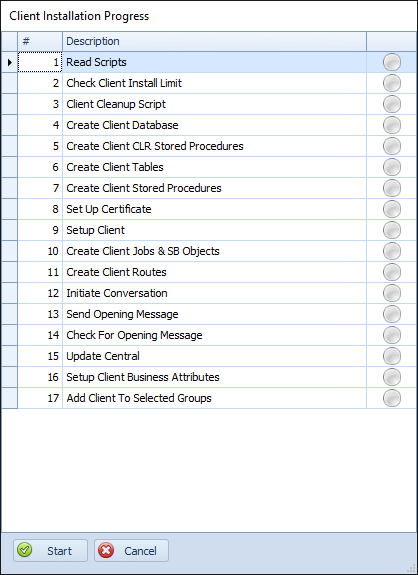 Client Installation Progress
# Description
1 Read Scripts
2 Check Client Install Limit
3 Client Cleanup Script
4 Create Client Database
5 Create Client CLR Stored Procedures
6 Create Client Tables
7 Create Client Stored Procedures
8 Set Up Certificate
9 Setup Client
10 Create Client Jobs & SB Objects
11 Create Client Routes
12 Initiate Conversation
13 Send Opening Message
14 Check For Opening Message
15 Update Central
16 Setup Client Business Attributes
17 Add Client To Selected Groups
Start Cancel